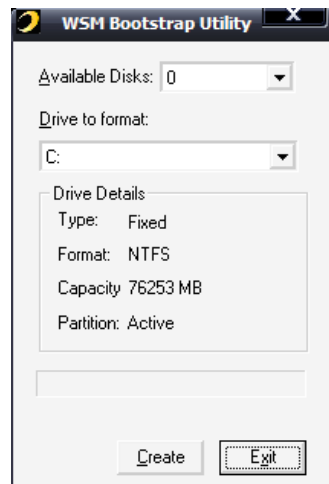 WSM Bootstrap Utility X
Available Disks: 0
Drive to format:
C:
Drive Details
Type: Fixed
Format: NTFS
Capacity 76253 MB
Partition: Active
Create Exit